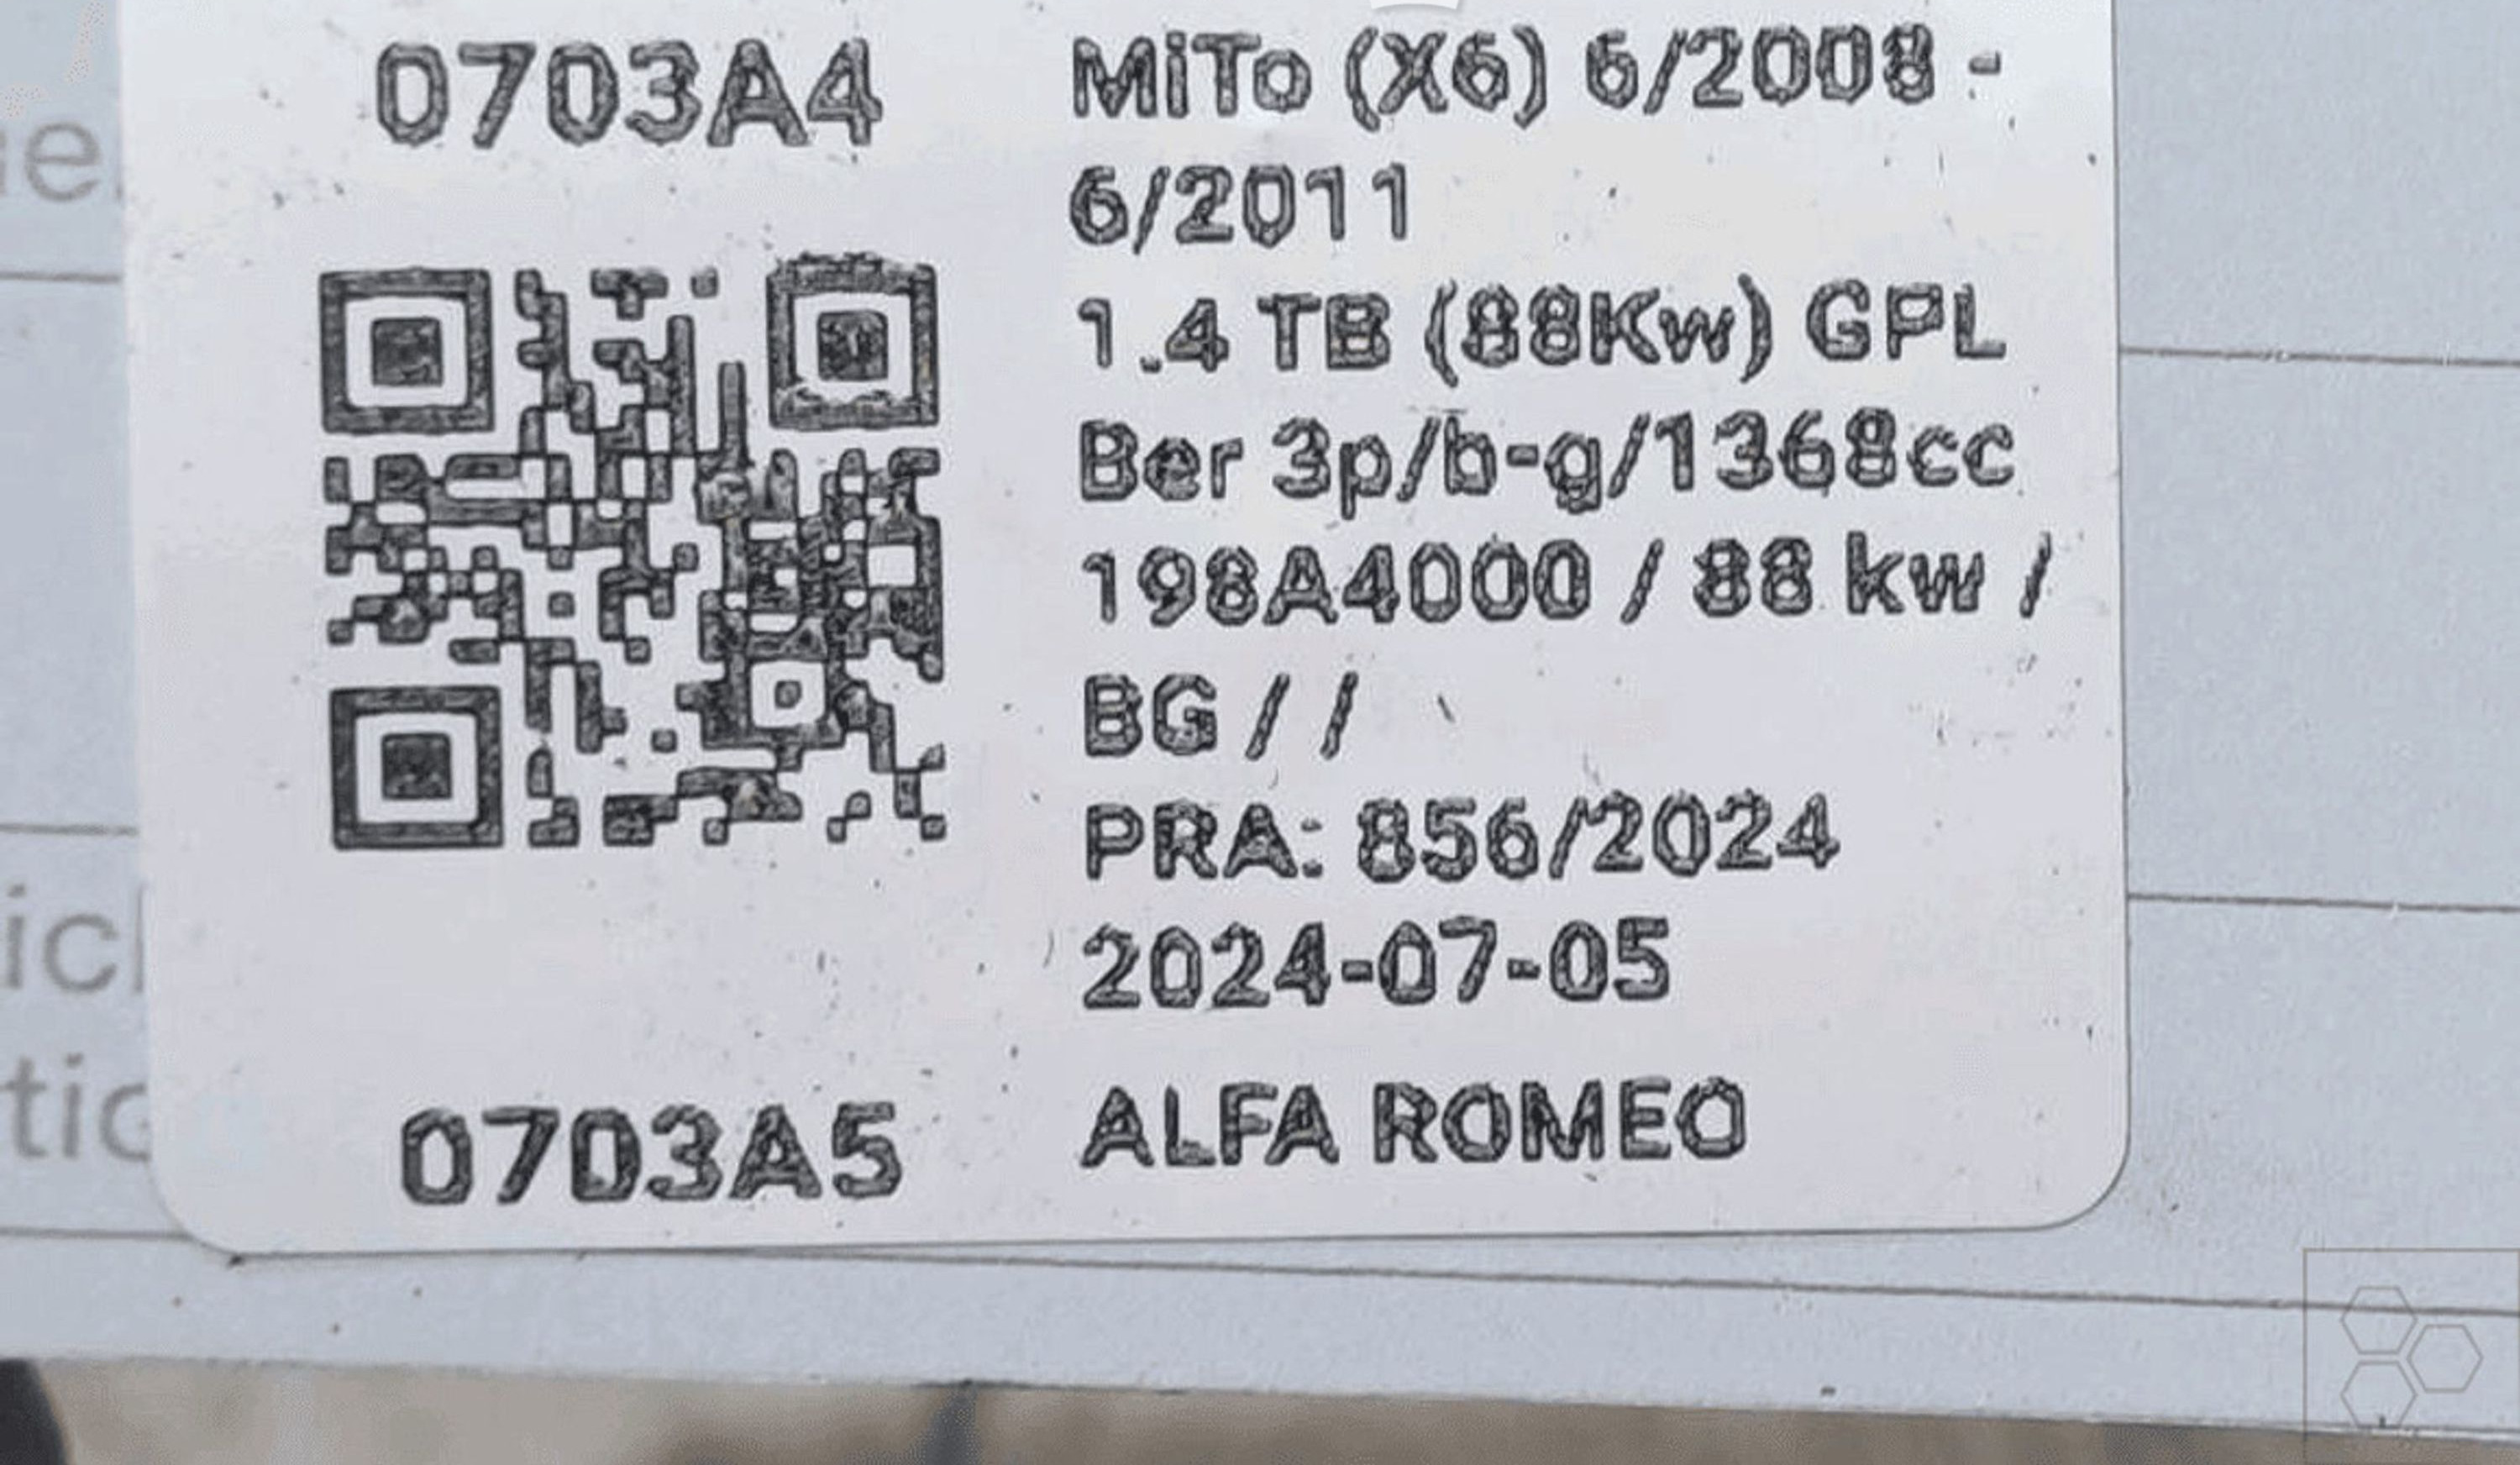 0703A4
MiTo (X6) 6/2008 -
6/2011
1.4 TB (88Kw) GPL
Ber 3p/b-g/1368cc
198A4000 / 88 kw /
BG / /
PRA: 856/2024
2024-07-05
0703A5
ALFA ROMEO